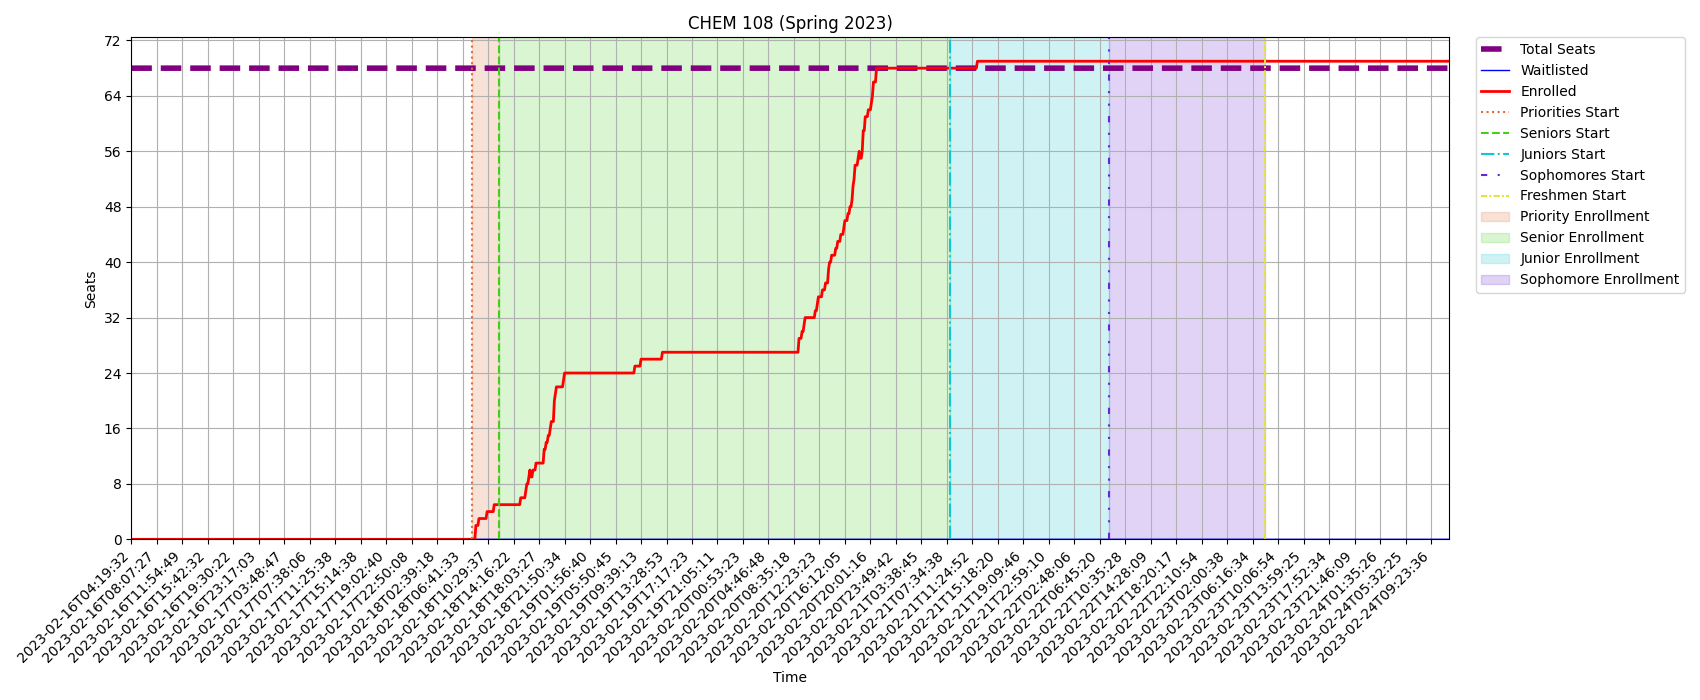 CHEM 108 (Spring 2023)
72
64
56
48
40
32
24
16
8
0
Seats
2023-02-16T04:19:32
2023-02-16T08:07:27
2023-02-16T11:54:49
2023-02-16T15:42:32
2023-02-16T19:30:22
2023-02-16T23:17:03
2023-02-17T03:48:47
2023-02-17T07:38:06
2023-02-17T11:25:38
2023-02-17T15:14:38
2023-02-17T19:02:40
2023-02-17T22:50:08
2023-02-18T02:39:18
2023-02-18T06:41:33
2023-02-18T10:29:37
2023-02-18T14:16:22
2023-02-18T18:03:27
2023-02-18T21:50:34
2023-02-19T01:56:40
2023-02-19T05:50:45
2023-02-19T09:39:13
2023-02-19T13:28:53
2023-02-19T17:17:23
2023-02-19T21:05:11
2023-02-20T00:53:23
2023-02-20T04:46:48
2023-02-20T08:35:18
2023-02-20T12:23:23
2023-02-20T16:12:05
2023-02-20T20:01:16
2023-02-20T23:49:42
2023-02-21T03:38:45
2023-02-21T07:34:38
2023-02-21T11:24:52
2023-02-21T15:18:20
2023-02-21T19:09:46
2023-02-21T22:59:16
2023-02-22T02:48:06
2023-02-22T06:45:20
2023-02-22T10:35:28
2023-02-22T14:28:09
2023-02-22T18:20:17
2023-02-22T22:10:54
2023-02-23T02:00:38
2023-02-23T06:16:34
2023-02-23T10:06:54
2023-02-23T13:59:25
2023-02-23T17:52:34
2023-02-23T21:46:09
2023-02-24T01:35:26
2023-02-24T05:32:25
2023-02-24T09:23:36
Time
Total Seats
Waitlisted
Enrolled
Priorities Start
Seniors Start
Juniors Start
Sophomores Start
Freshmen Start
Priority Enrollment
Senior Enrollment
Junior Enrollment
Sophomore Enrollment